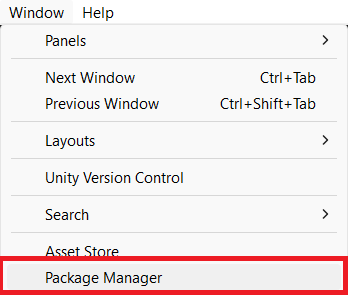 Window Help
Panels
Next Window Ctrl+Tab
Previous Window Ctrl+Shift+Tab
Layouts
Unity Version Control
Search
Asset Store
Package Manager